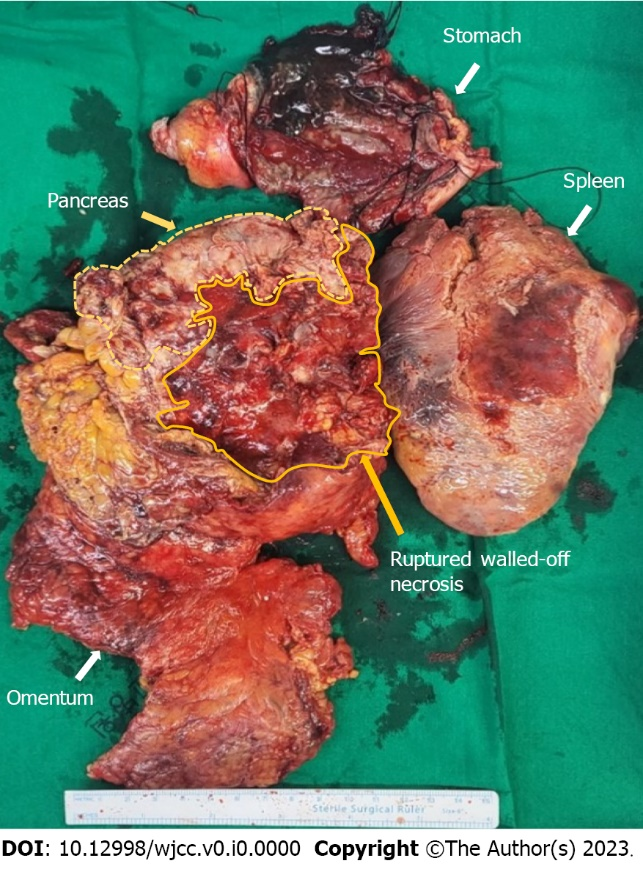 Stomach
Spleen
Pancreas
Ruptured walled-off
necrosis
Omentum
Sterile Surgical Ruler
DOI: 10.12998/wjcc.v0.i0.0000 Copyright ©The Author(s) 2023.